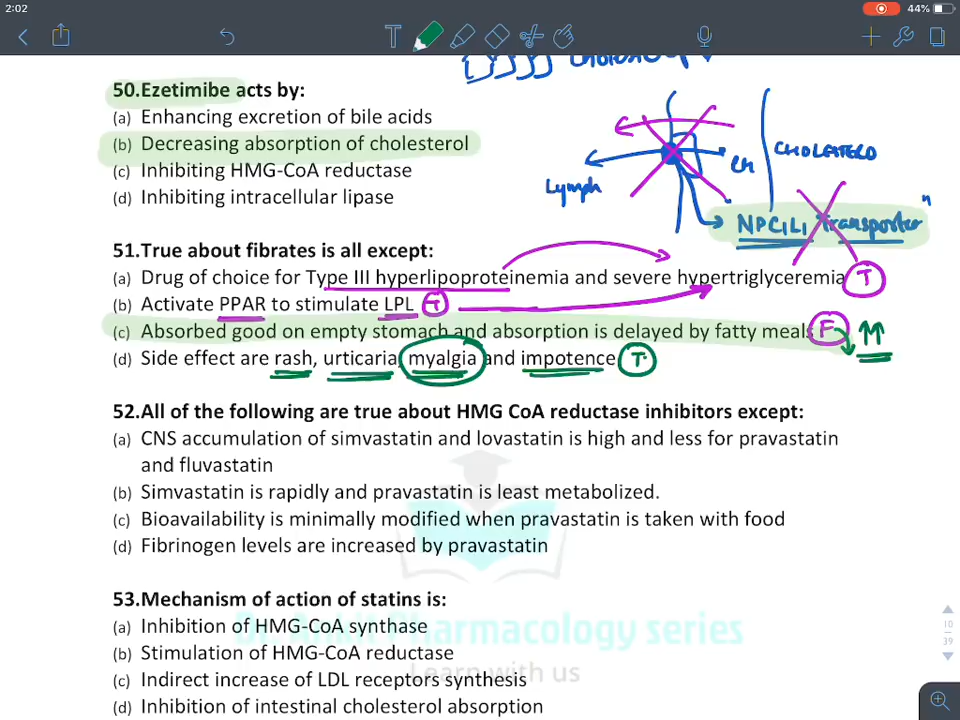 2:02
44%
CHOLESTERO
CM
Lymph
NPC1L1 Transporter"
50.Ezetimibe acts by:
(a) Enhancing excretion of bile acids
(b) Decreasing absorption of cholesterol
(c) Inhibiting HMG-CoA reductase
(d) Inhibiting intracellular lipase
51.True about fibrates is all except:
(a) Drug of choice for Type III hyperlipoproteinemia and severe hypertriglyceremia T
(b) Activate PPAR to stimulate LPL T
(c) Absorbed good on empty stomach and absorption is delayed by fatty meals F ↑↑
(d) Side effect are rash, urticaria, myalgia and impotence T
52.All of the following are true about HMG CoA reductase inhibitors except:
(a) CNS accumulation of simvastatin and lovastatin is high and less for pravastatin
and fluvastatin
(b) Simvastatin is rapidly and pravastatin is least metabolized.
(c) Bioavailability is minimally modified when pravastatin is taken with food
(d) Fibrinogen levels are increased by pravastatin
53.Mechanism of action of statins is:
(a) Inhibition of HMG-CoA synthase
Dr. Ankit Pharmacology series
(b) Stimulation of HMG-CoA reductase
Learn with us
(c) Indirect increase of LDL receptors synthesis
(d) Inhibition of intestinal cholesterol absorption
10
39